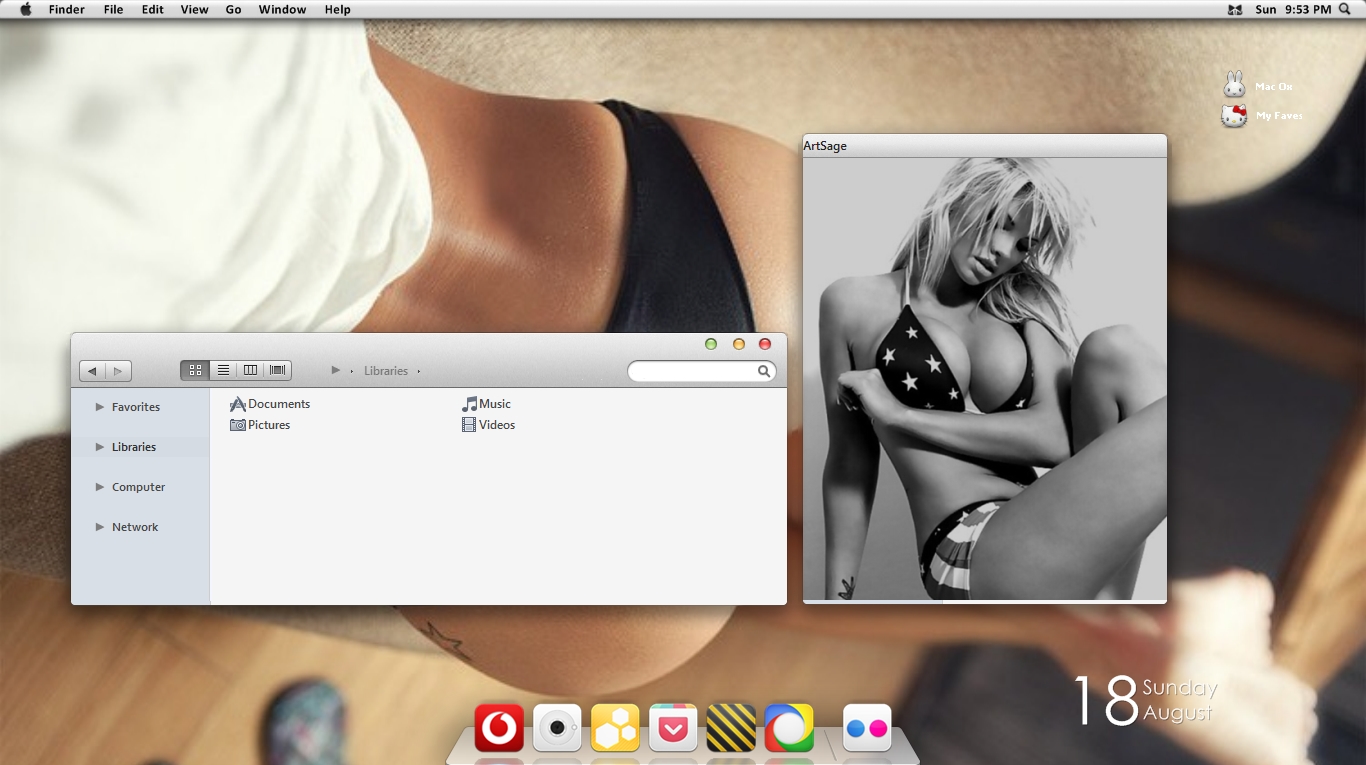 Finder File Edit View Go Window Help Sun 9:53 PM
Mac Ox
My Faves
ArtSage
Libraries
Favorites
Libraries
Computer
Network
Documents Music
Pictures Videos
18 Sunday
August